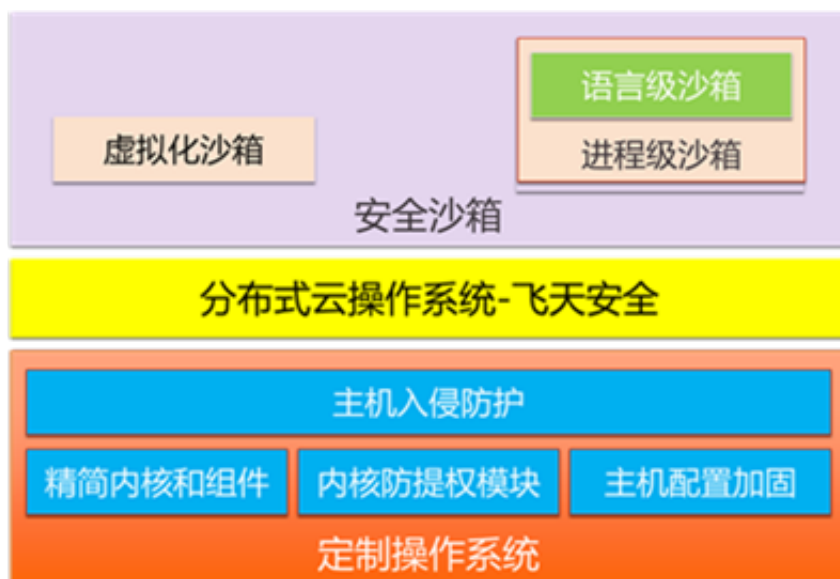 语言级沙箱
虚拟化沙箱
进程级沙箱
安全沙箱
分布式云操作系统-飞天安全
主机入侵防护
精简内核和组件
内核防提权模块
主机配置加固
定制操作系统